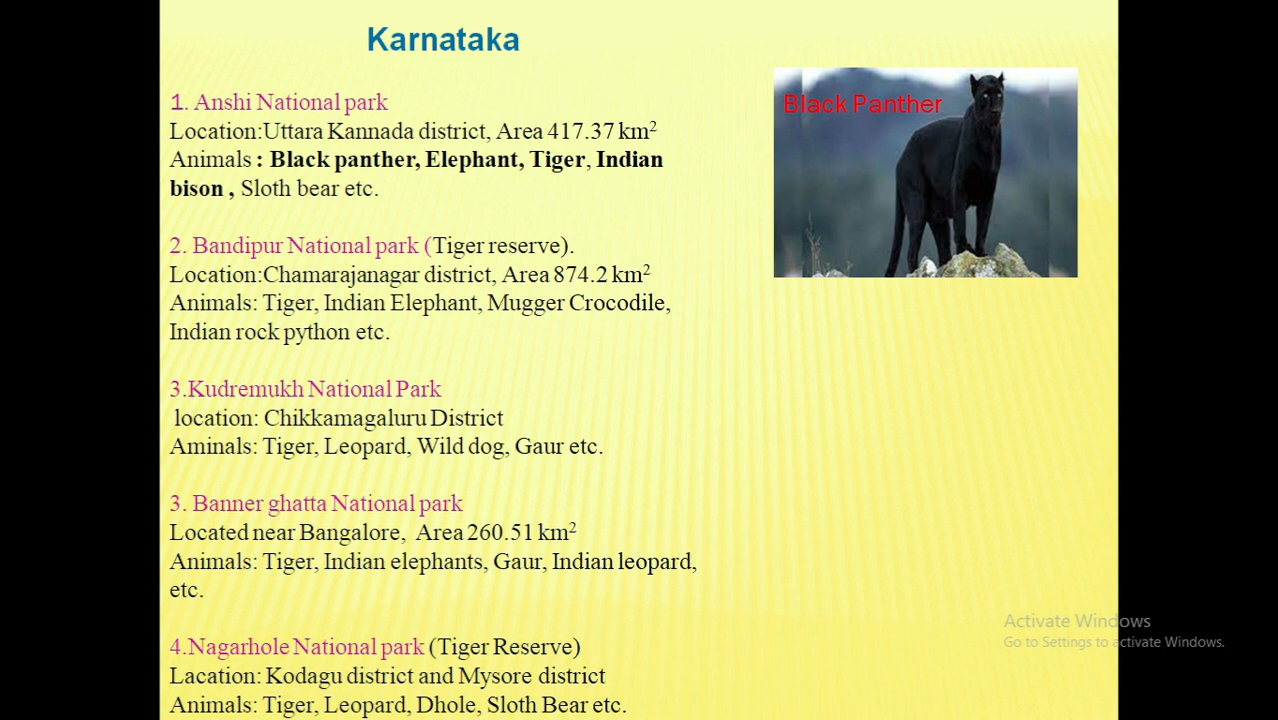 Karnataka
1. Anshi National park
Location:Uttara Kannada district, Area 417.37 km²
Animals : Black panther, Elephant, Tiger, Indian
bison , Sloth bear etc.
Black Panther
2. Bandipur National park (Tiger reserve).
Location:Chamarajanagar district, Area 874.2 km²
Animals: Tiger, Indian Elephant, Mugger Crocodile,
Indian rock python etc.
3.Kudremukh National Park
location: Chikkamagaluru District
Aminals: Tiger, Leopard, Wild dog, Gaur etc.
3. Banner ghatta National park
Located near Bangalore, Area 260.51 km²
Animals: Tiger, Indian elephants, Gaur, Indian leopard,
etc.
4.Nagarhole National park (Tiger Reserve)
Lacation: Kodagu district and Mysore district
Animals: Tiger, Leopard, Dhole, Sloth Bear etc.
Activate Windows
Go to Settings to activate Windows.